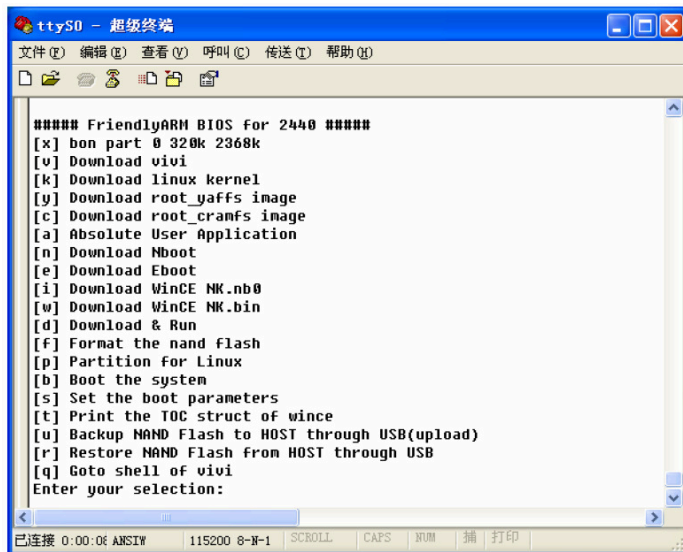 ttyS0 - 超级终端
文件(F) 编辑(E) 查看(V) 呼叫(C) 传送(T) 帮助(H)
##### FriendlyARM BIOS for 2440 #####
[x] bon part 0 320k 2368k
[v] Download vivi
[k] Download linux kernel
[y] Download root_yaffs image
[c] Download root_cramfs image
[a] Absolute User Application
[n] Download Nboot
[e] Download Eboot
[i] Download WinCE NK.nb0
[w] Download WinCE NK.bin
[d] Download & Run
[f] Format the nand flash
[p] Partition for Linux
[b] Boot the system
[s] Set the boot parameters
[t] Print the TOC struct of wince
[u] Backup NAND Flash to HOST through USB(upload)
[r] Restore NAND Flash from HOST through USB
[q] Goto shell of vivi
Enter your selection:
已连接 0:00:08 ANSIW 115200 8-N-1 SCROLL CAPS NUM 捕 打印